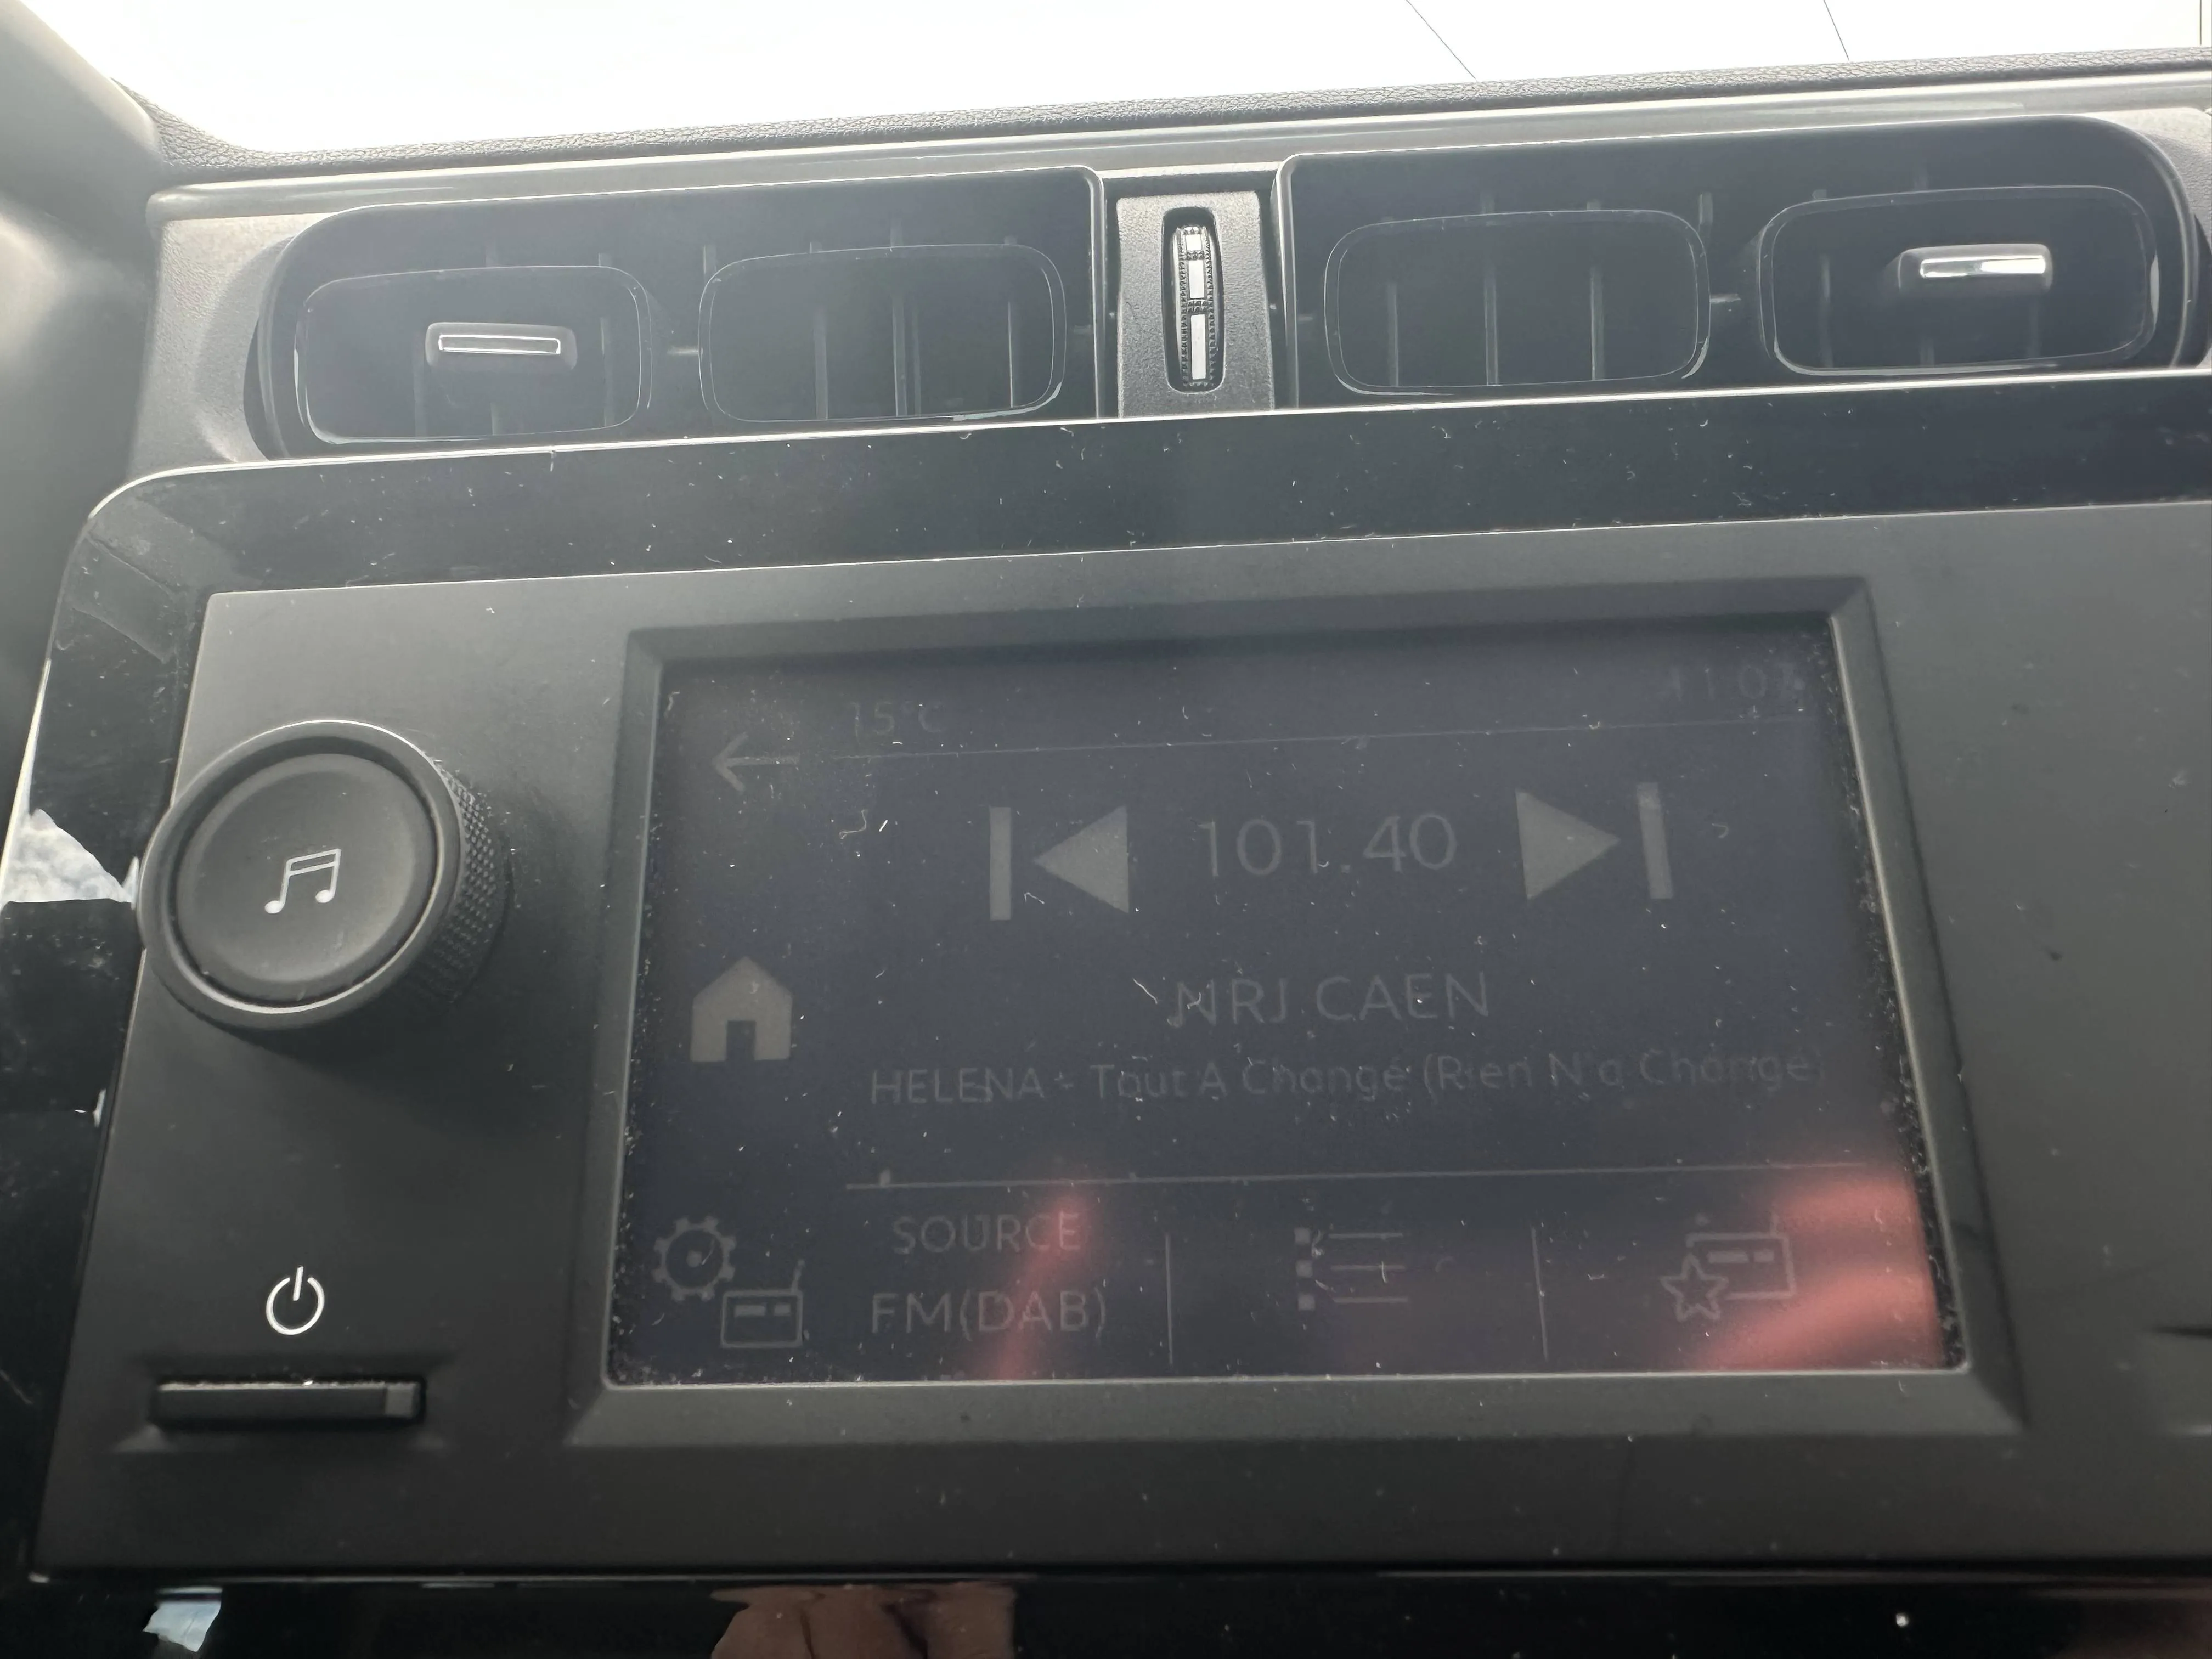 15°C
101.40
NRJ CAEN
HELENA - Tout A Changé (Rien N'a Changé)
SOURCE
FM(DAB)